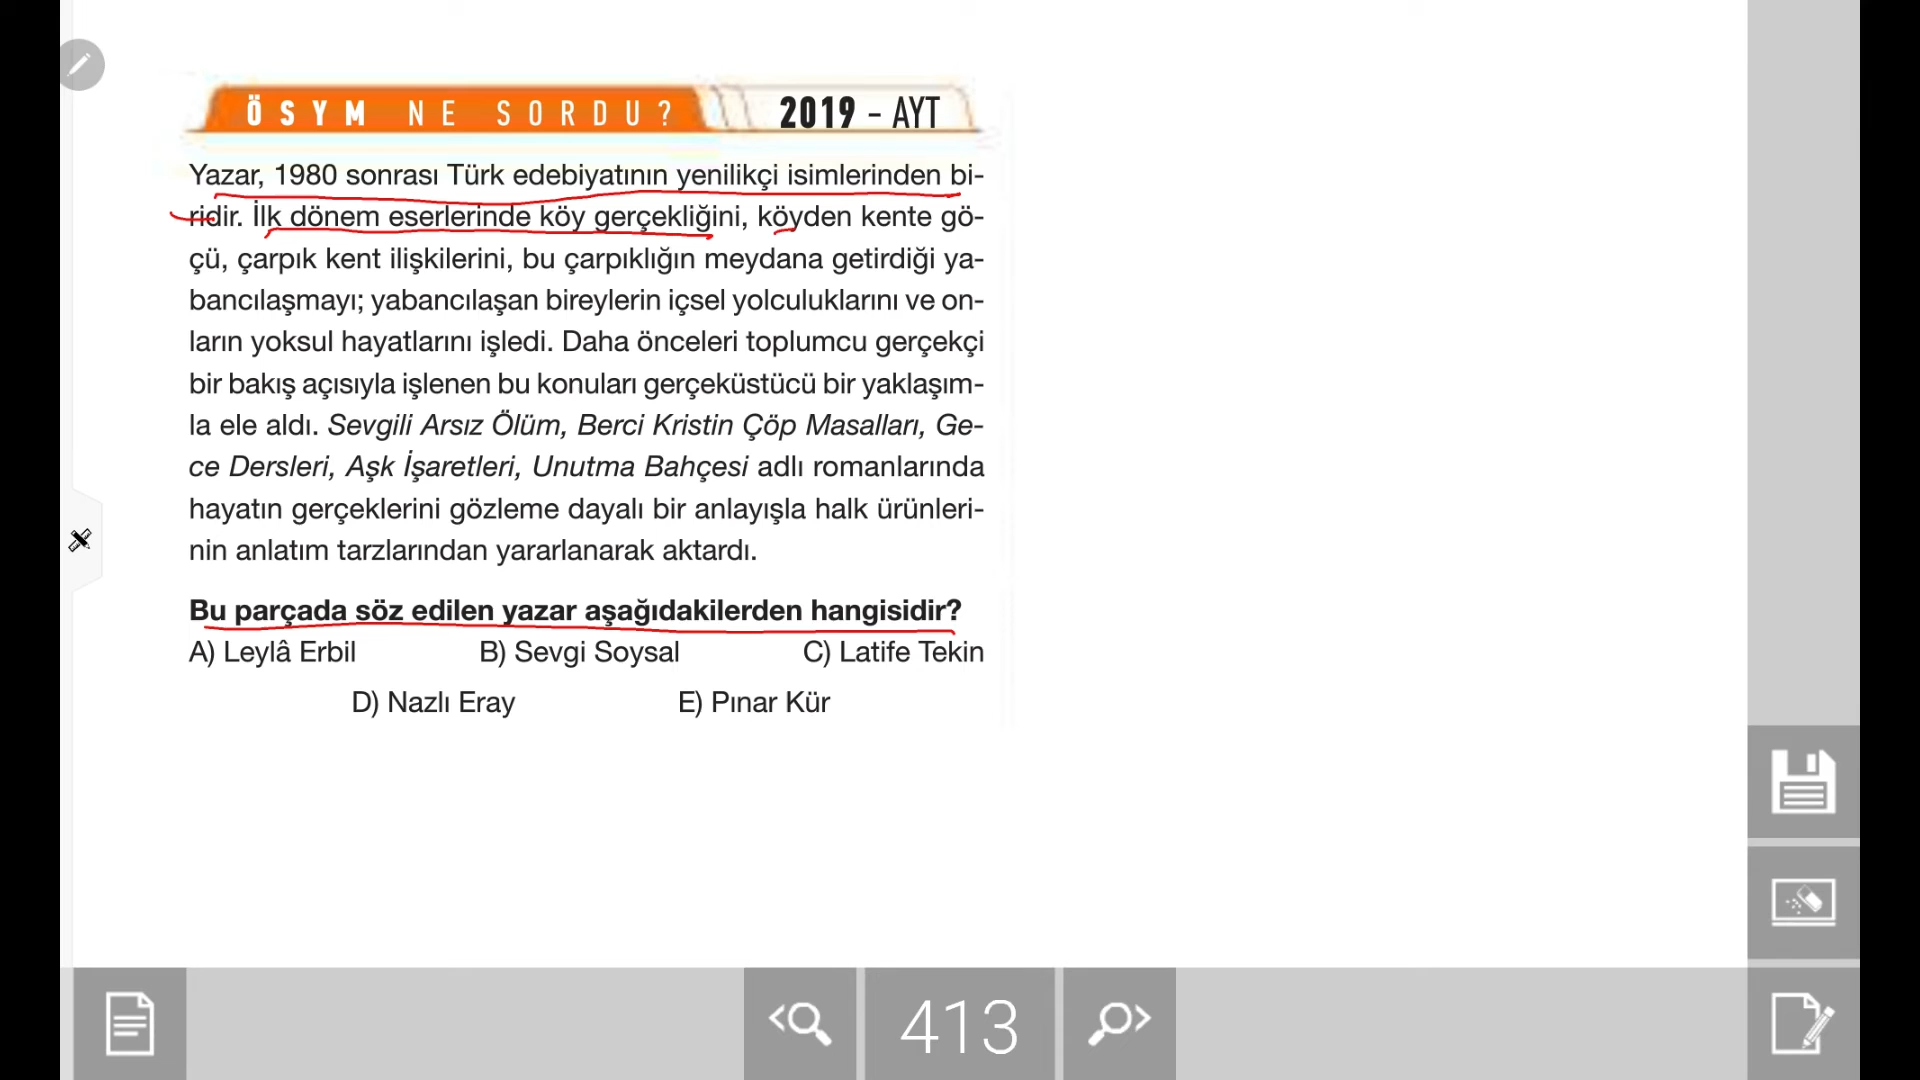 ÖSYM NE SORDU? 2019 - AYT
Yazar, 1980 sonrası Türk edebiyatının yenilikçi isimlerinden bi-
ridir. İlk dönem eserlerinde köy gerçekliğini, köyden kente gö-
çü, çarpık kent ilişkilerini, bu çarpıklığın meydana getirdiği ya-
bancılaşmayı; yabancılaşan bireylerin içsel yolculuklarını ve on-
ların yoksul hayatlarını işledi. Daha önceleri toplumcu gerçekçi
bir bakış açısıyla işlenen bu konuları gerçeküstücü bir yaklaşım-
la ele aldı. Sevgili Arsız Ölüm, Berci Kristin Çöp Masalları, Ge-
ce Dersleri, Aşk İşaretleri, Unutma Bahçesi adlı romanlarında
hayatın gerçeklerini gözleme dayalı bir anlayışla halk ürünleri-
nin anlatım tarzlarından yararlanarak aktardı.
Bu parçada söz edilen yazar aşağıdakilerden hangisidir?
A) Leylâ Erbil B) Sevgi Soysal C) Latife Tekin
D) Nazlı Eray E) Pınar Kür
413